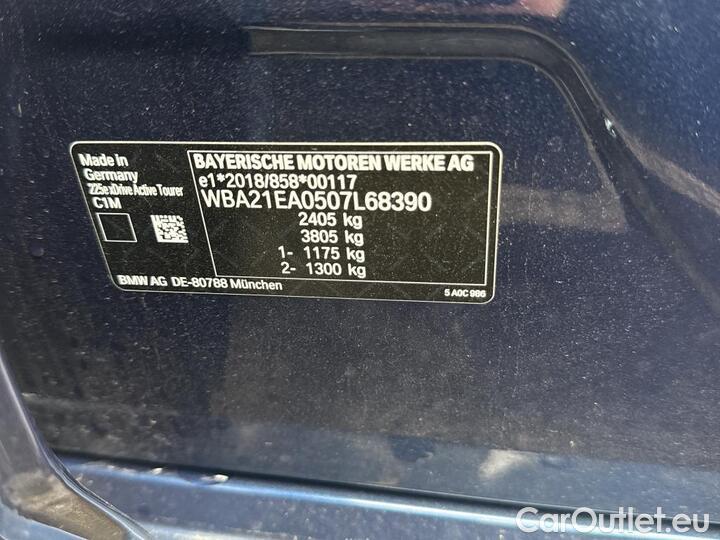 Made in
Germany
225e xDrive Active Tourer
C1M
BAYERISCHE MOTOREN WERKE AG
e1*2018/858*00117
WBA21EA0507L68390
2405 kg
3805 kg
1- 1175 kg
2- 1300 kg
BMW AG DE-80788 München
5 A0C 986
CarOutlet.eu